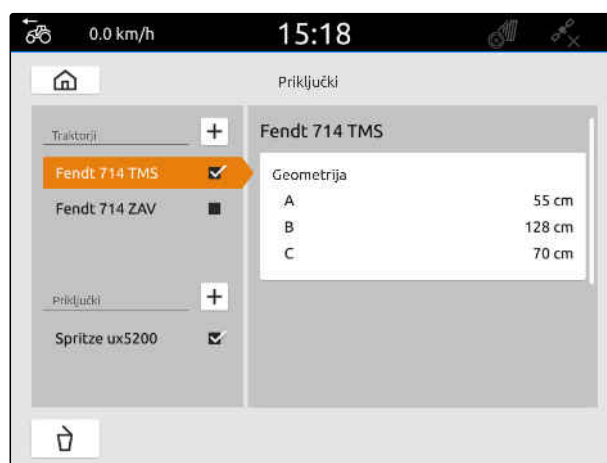 0.0 km/h
15:18
Priključki
Traktorji
Fendt 714 TMS
Fendt 714 ZAV
Priključki
Spritze ux5200
Fendt 714 TMS
Geometrija
A 55 cm
B 128 cm
C 70 cm